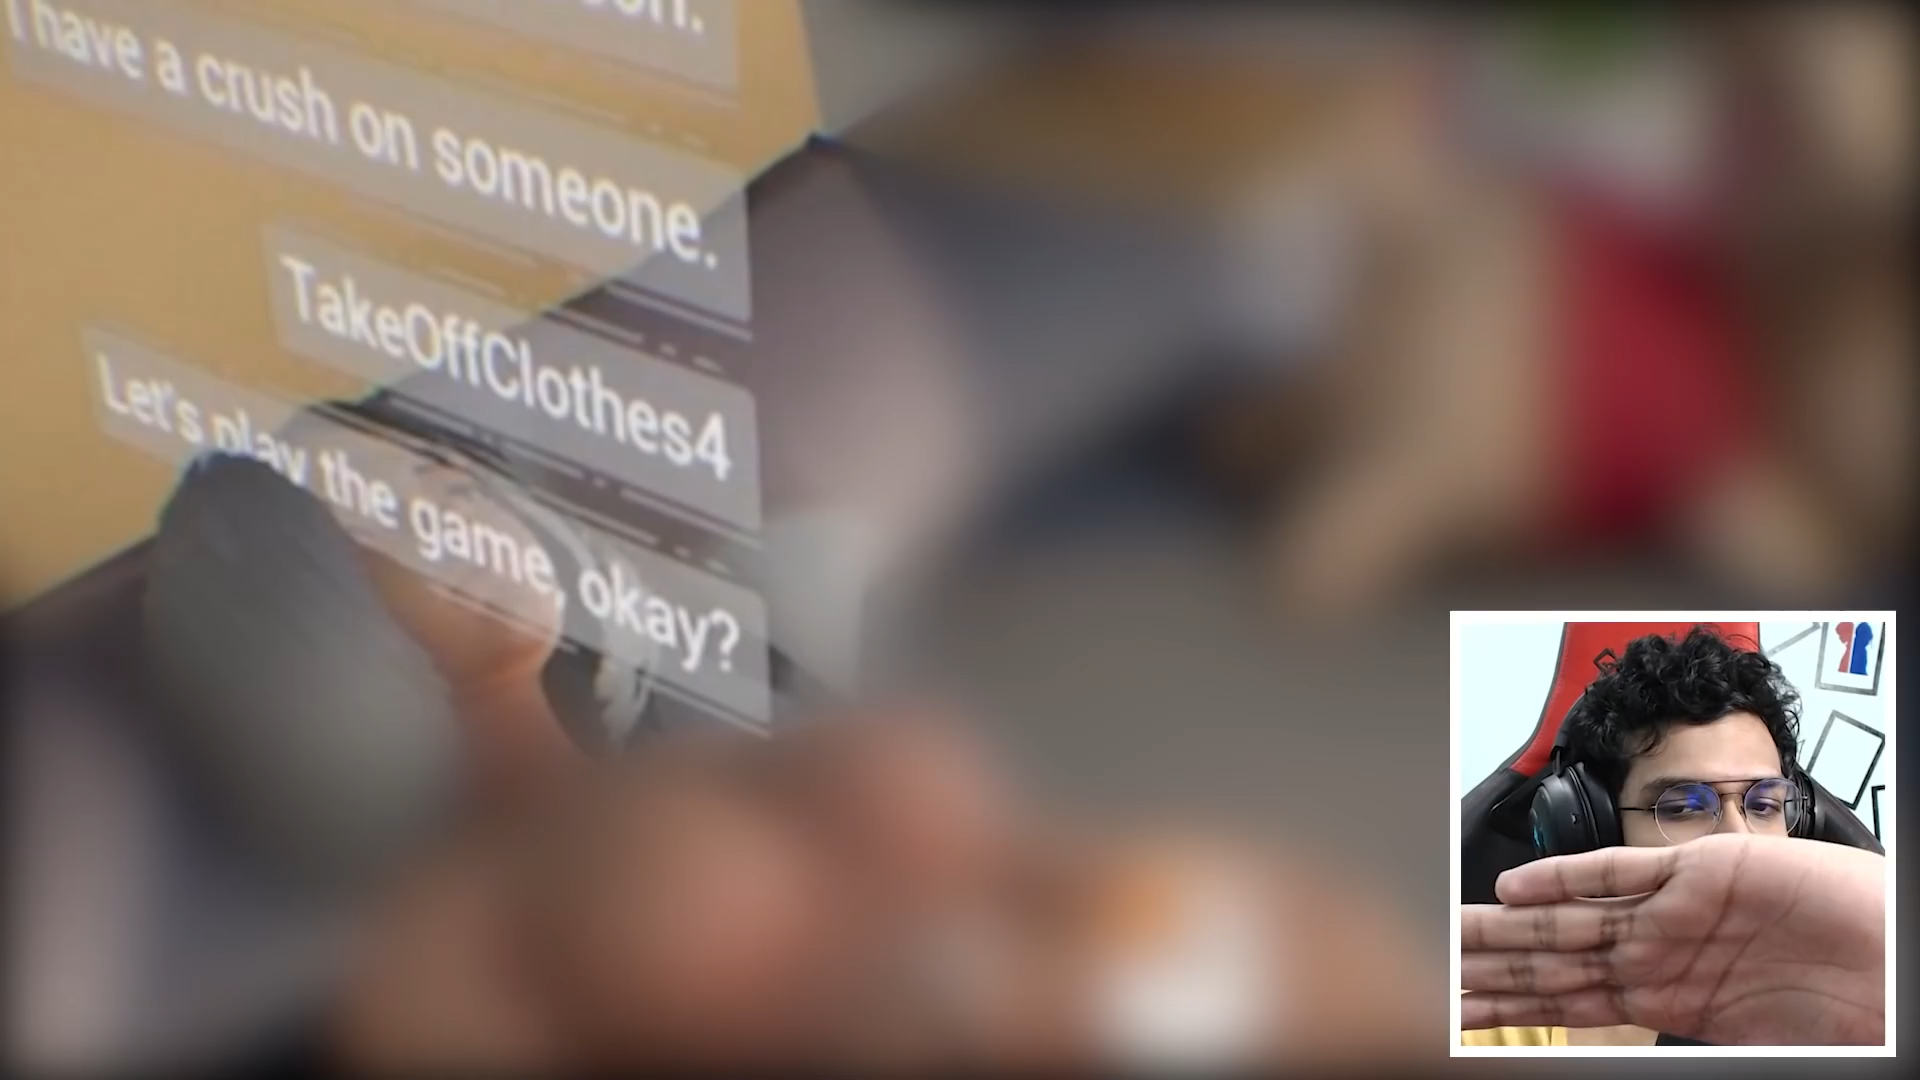 I have a crush on someone.
TakeOffClothes4
Let's play the game, okay?